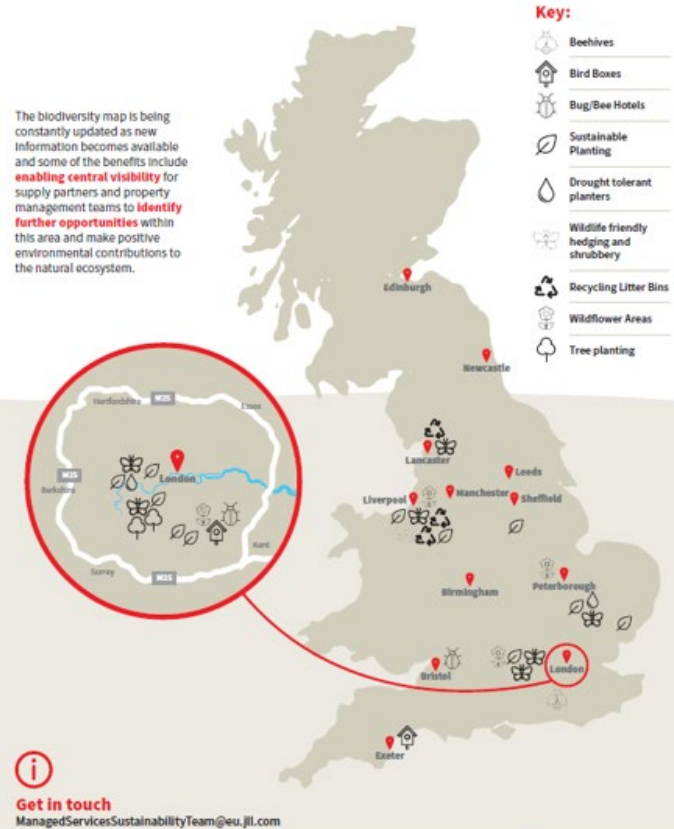 Key:
Beehives
Bird Boxes
Bug/Bee Hotels
Sustainable
Planting
Drought tolerant
planters
Wildlife friendly
hedging and
shrubbery
Recycling Litter Bins
Wildflower Areas
Tree planting
The biodiversity map is being
constantly updated as new
information becomes available
and some of the benefits include
enabling central visibility for
supply partners and property
management teams to identify
further opportunities within
this area and make positive
environmental contributions to
the natural ecosystem.
Edinburgh
Newcastle
Lancaster
Leeds
Liverpool
Manchester
Sheffield
Birmingham
Peterborough
Bristol
London
Exeter
Hertfordshire
M25
Essex
M25
Berkshire
London
Kent
Surrey
M25
i
Get in touch
ManagedServicesSustainabilityTeam@eu.jll.com